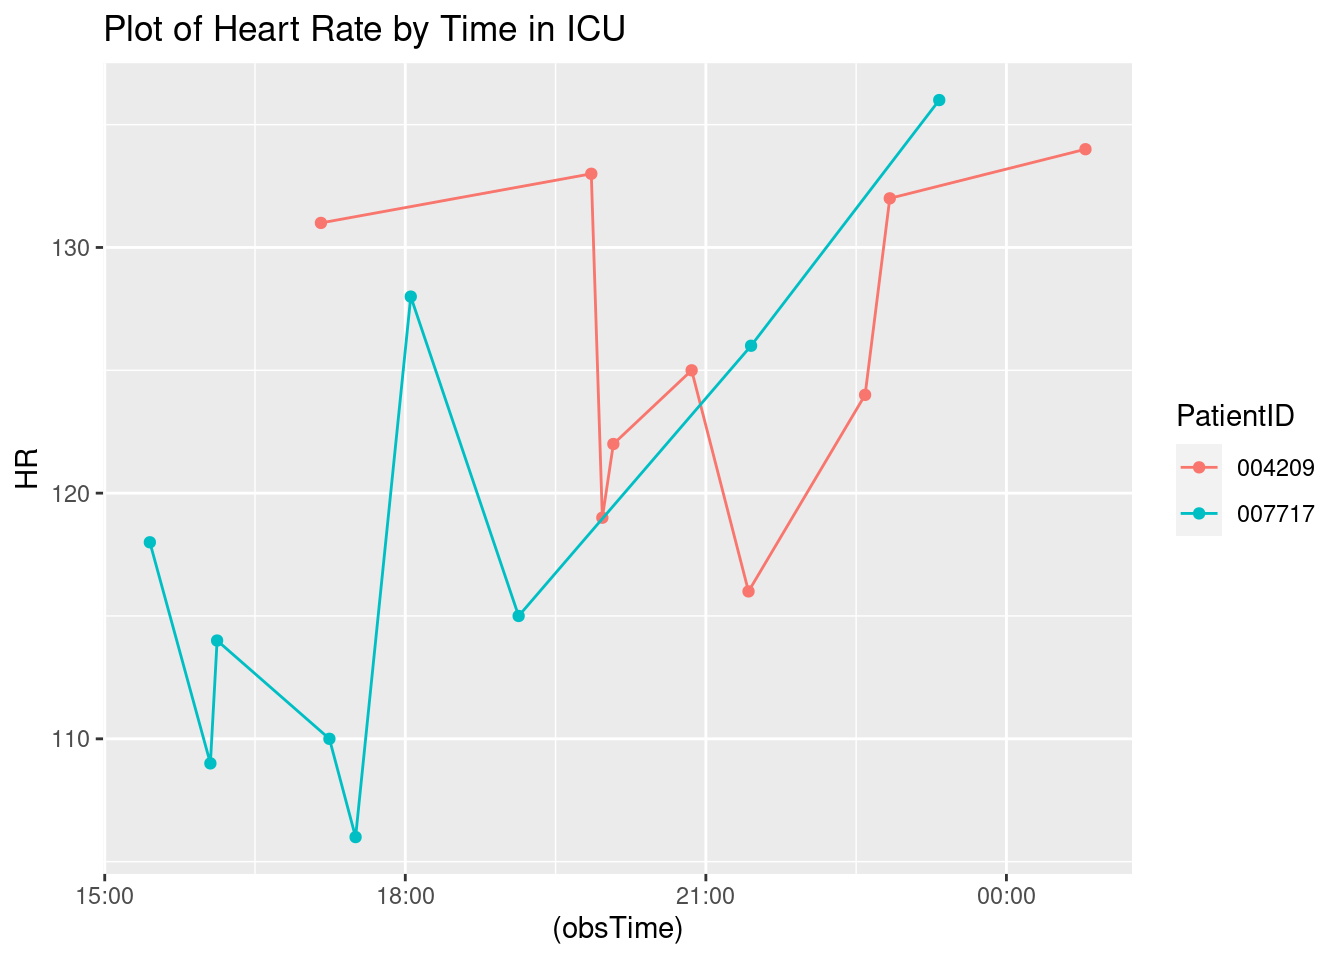 Plot of Heart Rate by Time in ICU
HR
130
120
110
15:00 18:00 21:00 00:00
(obsTime)
PatientID
004209
007717